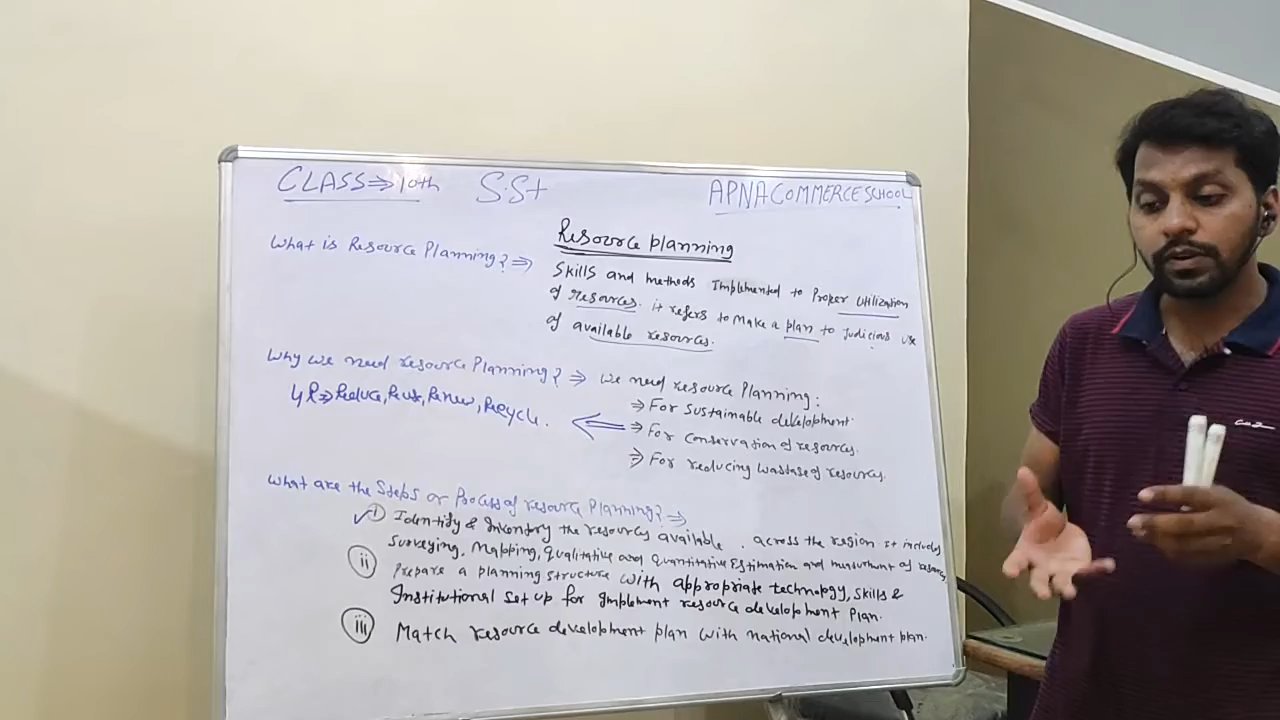 CLASS⇒10th S.St APNA COMMERCE SCHOOL
Resource planning
What is Resource Planning? ⇒ Skills and methods Implemented to Proper utilization
of resources. it refers to make a plan to judicious use
of available resources.
Why we need resource Planning? ⇒ we need resource Planning:
↳ R⇒ Reduce, Reuse, Renew, Recycle. ⇒ For sustainable development
⇒ For conservation of resources.
⇒ For reducing wastage of resources.
What are the Steps or Process of resource Planning? ⇒
① Identify & Inventory the resources available. across the region it includes
surveying, mapping, qualitative and quantitative estimation and measurment of resources
ii Prepare a planning structure with appropriate technology, skills &
Institutional set up for implement resource development plan.
iii Match resource development plan with national development plan.